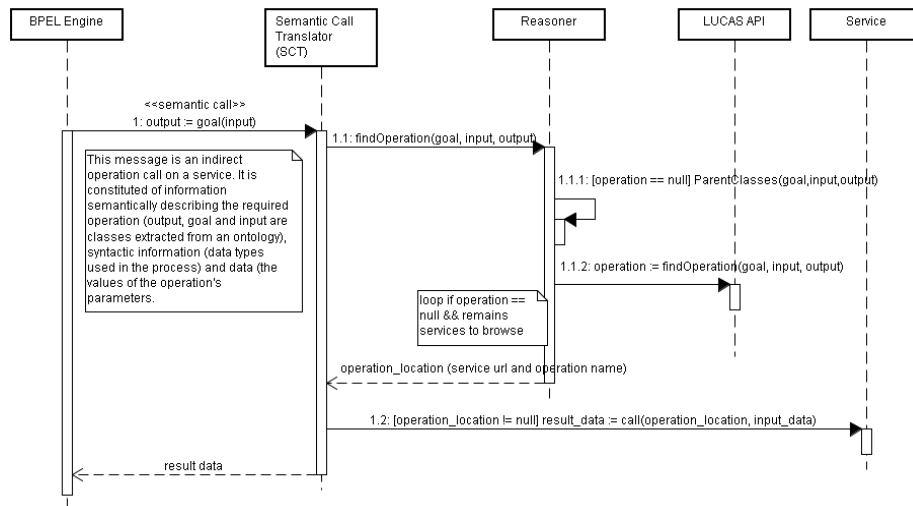 BPEL Engine
Semantic Call
Translator
(SCT)
Reasoner
LUCAS API
Service
<<semantic call>>
1: output := goal(input)
1.1: findOperation(goal, input, output)
This message is an indirect
operation call on a service. It is
constituted of information
semantically describing the required
operation (output, goal and input are
classes extracted from an ontology),
syntactic information (data types
used in the process) and data (the
values of the operation's
parameters.
1.1.1: [operation == null] ParentClasses(goal,input,output)
1.1.2: operation := findOperation(goal, input, output)
loop if operation ==
null && remains
services to browse
operation_location (service url and operation name)
1.2: [operation_location != null] result_data := call(operation_location, input_data)
result data